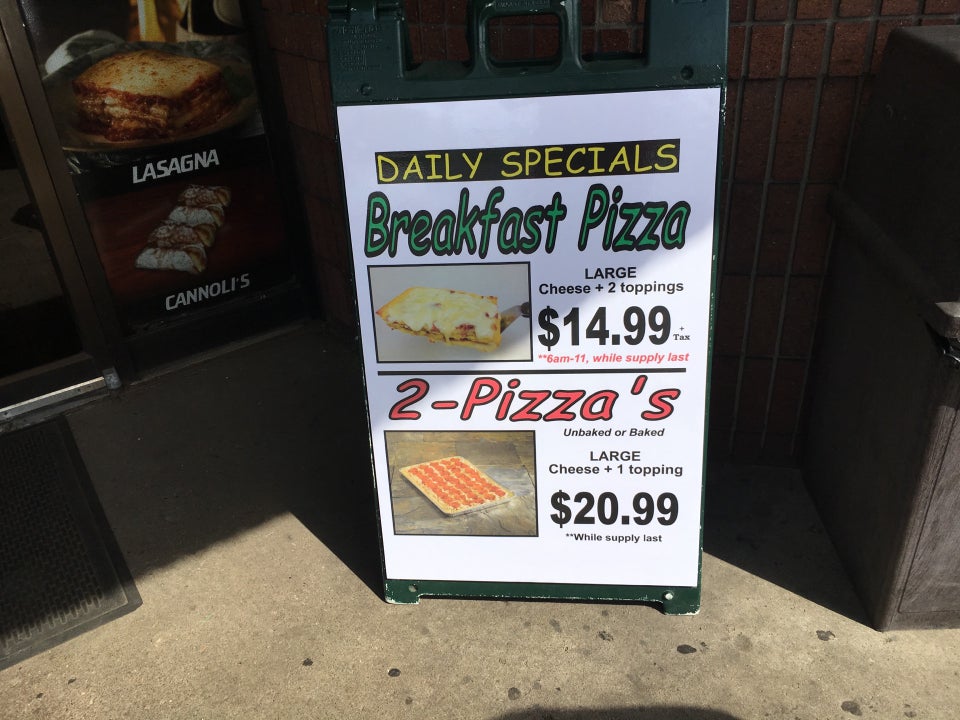 LASAGNA
CANNOLI'S
DAILY SPECIALS
Breakfast Pizza
LARGE
Cheese + 2 toppings
$14.99 + Tax
**6am-11, while supply last
2-Pizza's
Unbaked or Baked
LARGE
Cheese + 1 topping
$20.99
**While supply last